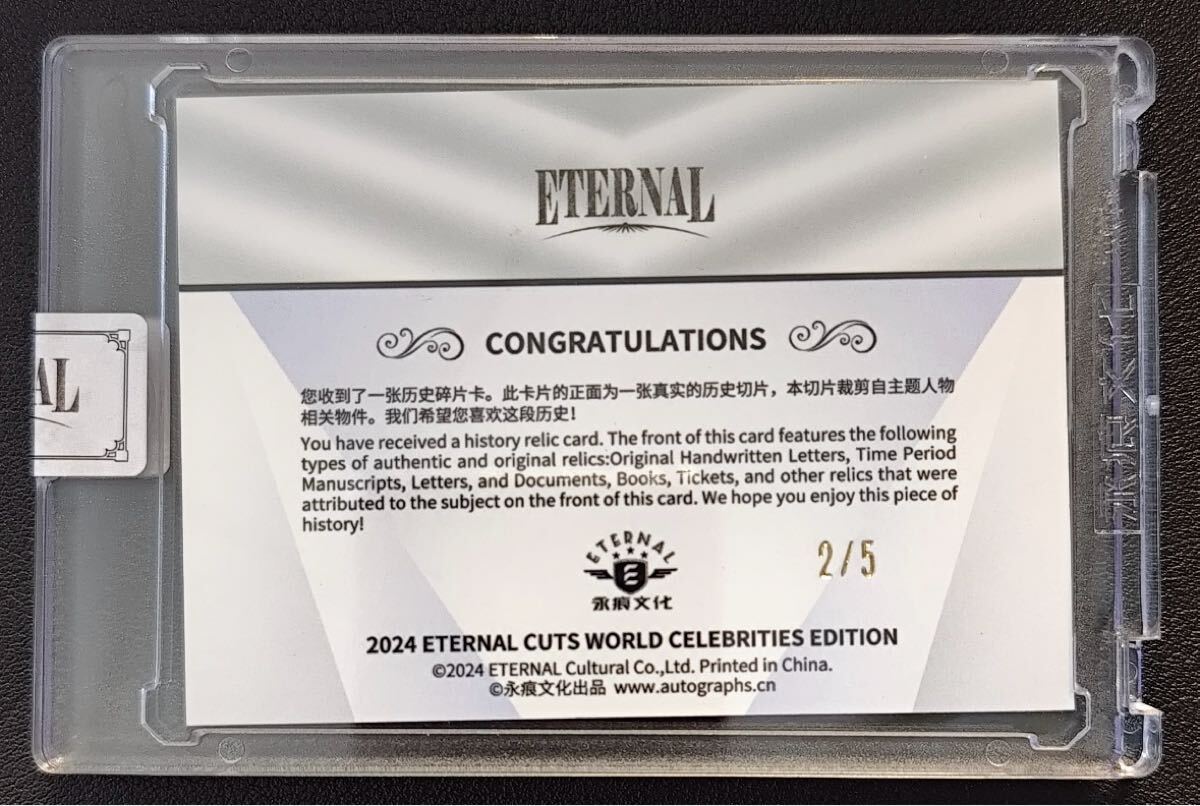 ETERNAL
CONGRATULATIONS
AL
您收到了一张历史碎片卡。此卡片的正面为一张真实的历史切片，本切片裁剪自主题人物
相关物件。我们希望您喜欢这段历史！
You have received a history relic card. The front of this card features the following
types of authentic and original relics:Original Handwritten Letters, Time Period
Manuscripts, Letters, and Documents, Books, Tickets, and other relics that were
attributed to the subject on the front of this card. We hope you enjoy this piece of
history!
ETERNAL
永痕文化
2/5
2024 ETERNAL CUTS WORLD CELEBRITIES EDITION
©2024 ETERNAL Cultural Co.,Ltd. Printed in China.
©永痕文化出品 www.autographs.cn